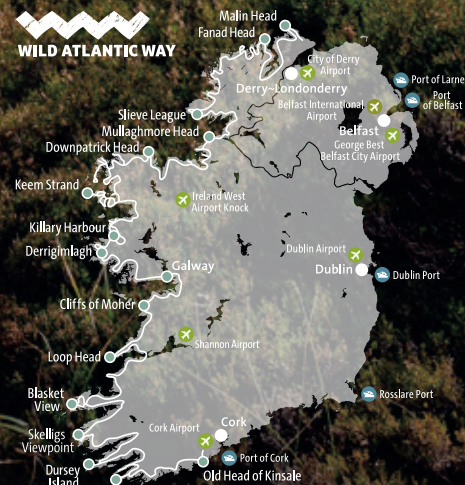 WILD ATLANTIC WAY
Malin Head
Fanad Head
City of Derry
Airport
Derry~Londonderry
Port of Larne
Port
of Belfast
Belfast International
Airport
Belfast
George Best
Belfast City Airport
Slieve League
Mullaghmore Head
Downpatrick Head
Keem Strand
Ireland West
Airport Knock
Killary Harbour
Derrigimlagh
Galway
Dublin Airport
Dublin
Dublin Port
Cliffs of Moher
Shannon Airport
Loop Head
Blasket
View
Rosslare Port
Skelligs
Viewpoint
Cork Airport
Cork
Port of Cork
Dursey
Island
Old Head of Kinsale